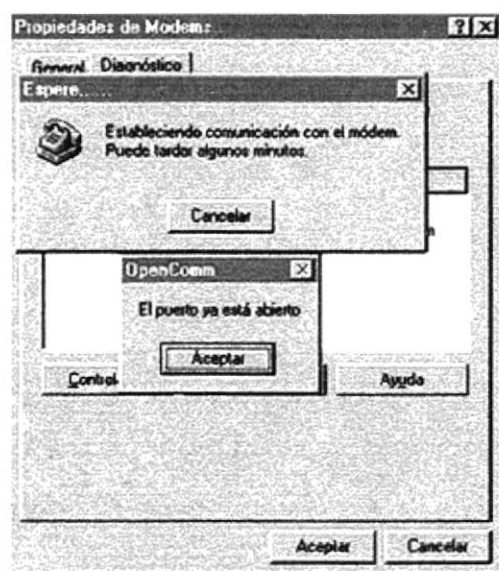 Propiedades de Modems
General Diagnóstico
Espere......
Estableciendo comunicación con el módem.
Puede tardar algunos minutos.
Cancelar
OpenComm
El puerto ya está abierto
Aceptar
Control
Ayuda
Aceptar Cancelar